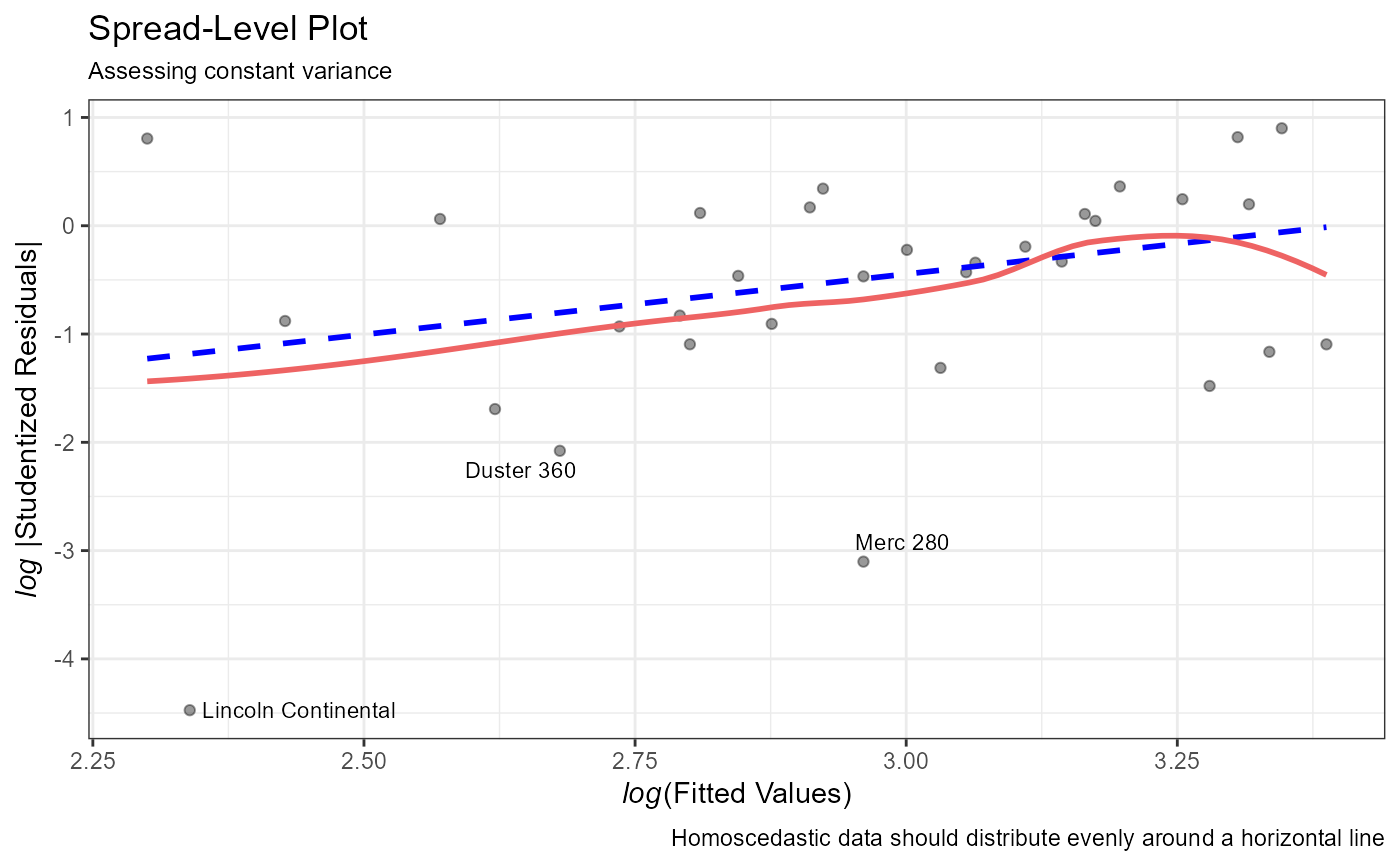 Spread-Level Plot
Assessing constant variance
1
0
-1
-2
-3
-4
log |Studentized Residuals|
Duster 360
Merc 280
Lincoln Continental
2.25 2.50 2.75 3.00 3.25
log(Fitted Values)
Homoscedastic data should distribute evenly around a horizontal line